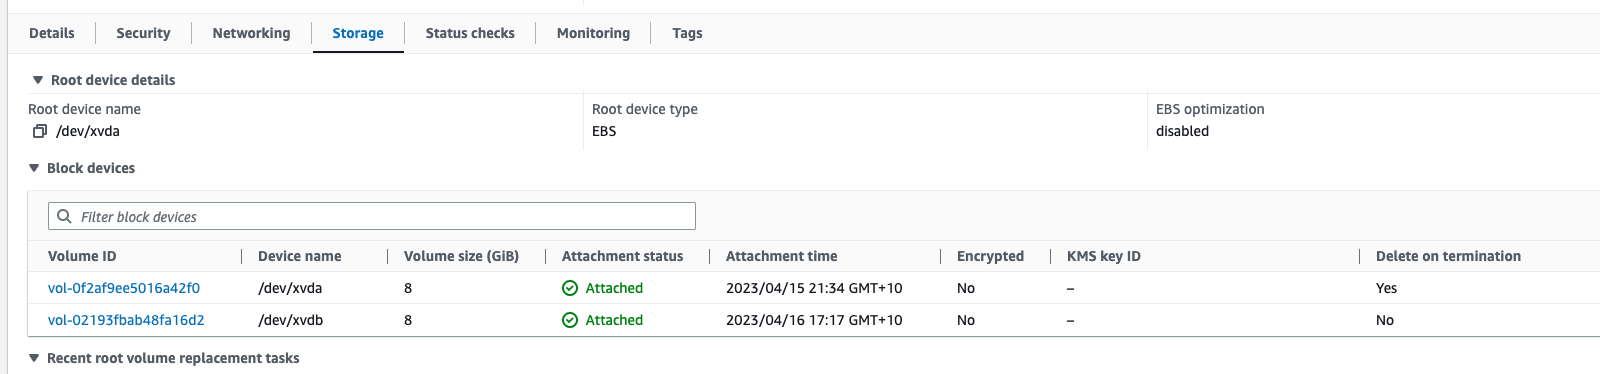 Details Security Networking Storage Status checks Monitoring Tags
Root device details
Root device name Root device type EBS optimization
/dev/xvda EBS disabled
Block devices
Filter block devices
Volume ID Device name Volume size (GiB) Attachment status Attachment time Encrypted KMS key ID Delete on termination
vol-0f2af9ee5016a42f0 /dev/xvda 8 Attached 2023/04/15 21:34 GMT+10 No – Yes
vol-02193fbab48fa16d2 /dev/xvdb 8 Attached 2023/04/16 17:17 GMT+10 No – No
Recent root volume replacement tasks